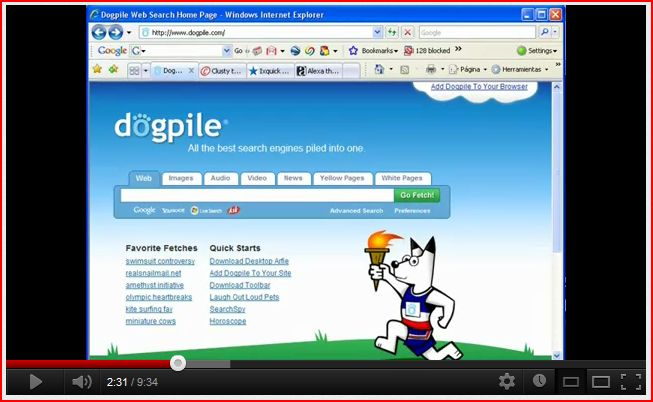 Dogpile Web Search Home Page - Windows Internet Explorer
http://www.dogpile.com/
Google
Google G Go Bookmarks 128 blocked Settings
Dog... Clusty t... Ixquick ... Alexa th... Página Herramientas
Add Dogpile To Your Browser
dogpile
All the best search engines piled into one.
Web Images Audio Video News Yellow Pages White Pages
Go Fetch!
Google YAHOO! Live Search Ask Advanced Search Preferences
Favorite Fetches Quick Starts
swimsuit controversy Download Desktop Arfie
realsnailmail.net Add Dogpile To Your Site
amethyst initiative Download Toolbar
olympic heartbreaks Laugh Out Loud Pets
kite surfing fay SearchSpy
miniature cows Horoscope
2:31 / 9:34